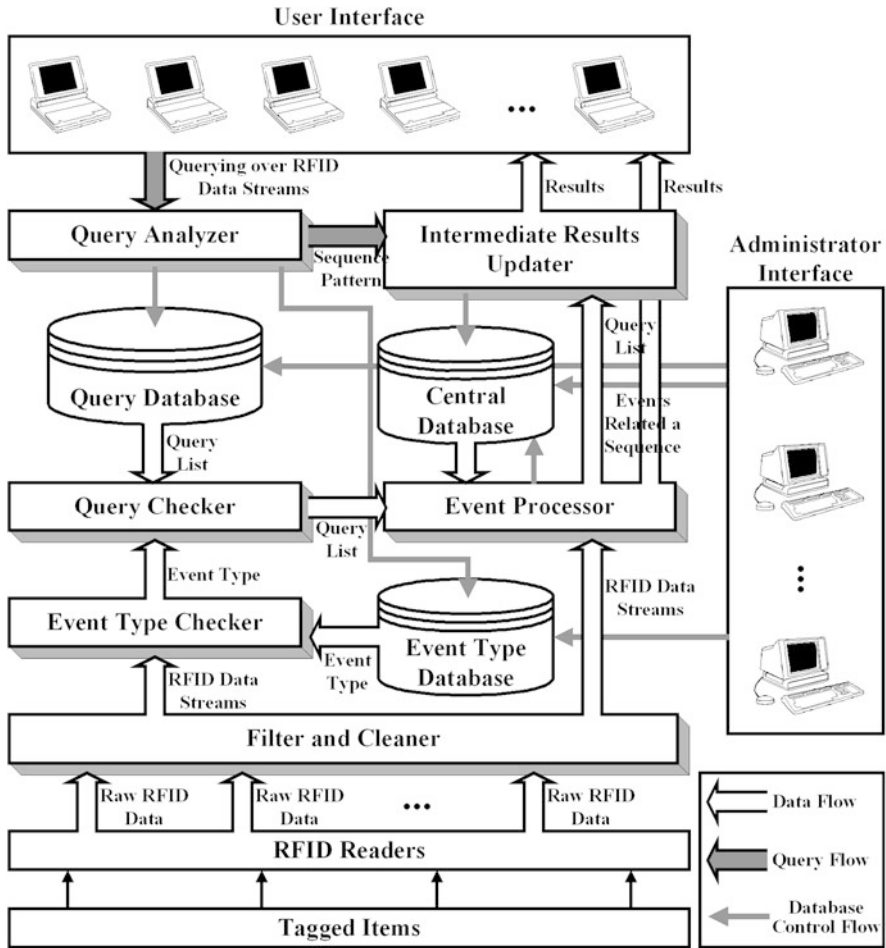 User Interface
...
Querying over RFID
Data Streams
Results
Results
Query Analyzer
Sequence
Pattern
Intermediate Results
Updater
Administrator
Interface
Query Database
Query
List
Central
Database
Query
List
Events
Related a
Sequence
Query Checker
Query
List
Event Processor
Event Type
RFID Data
Streams
Event Type Checker
Event
Type
Event Type
Database
RFID Data
Streams
Filter and Cleaner
Raw RFID
Data
Raw RFID
Data
...
Raw RFID
Data
RFID Readers
Tagged Items
Data Flow
Query Flow
Database
Control Flow